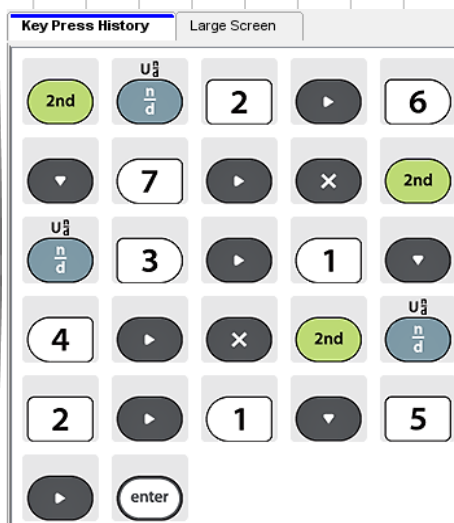 Key Press History Large Screen
U n/d
2nd n/d 2 6
7 × 2nd
U n/d
n/d 3 1
4 × 2nd U n/d n/d
2 1 5
enter